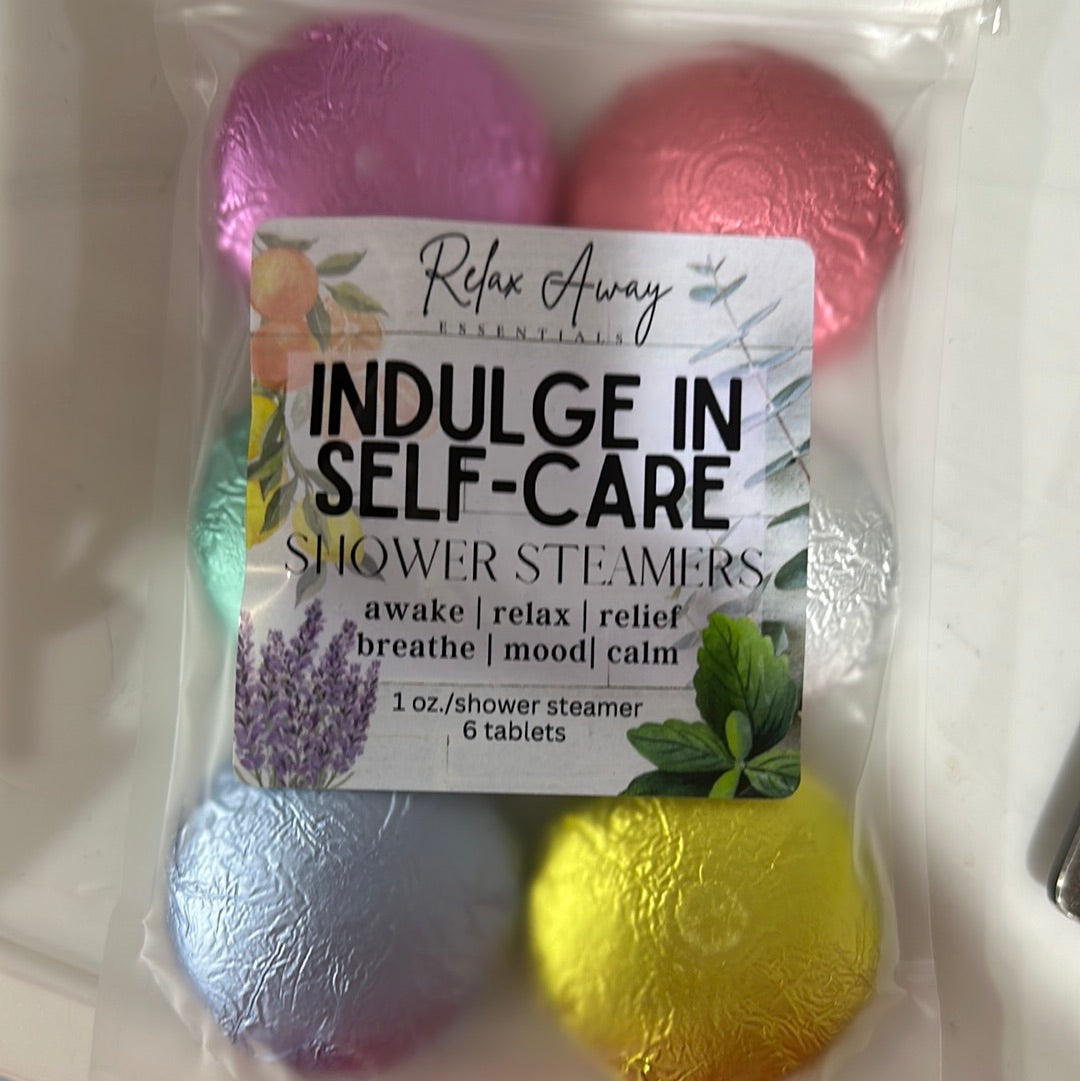 Relax Away
ESSENTIALS
INDULGE IN
SELF-CARE
SHOWER STEAMERS
awake | relax | relief
breathe | mood| calm
1 oz./shower steamer
6 tablets